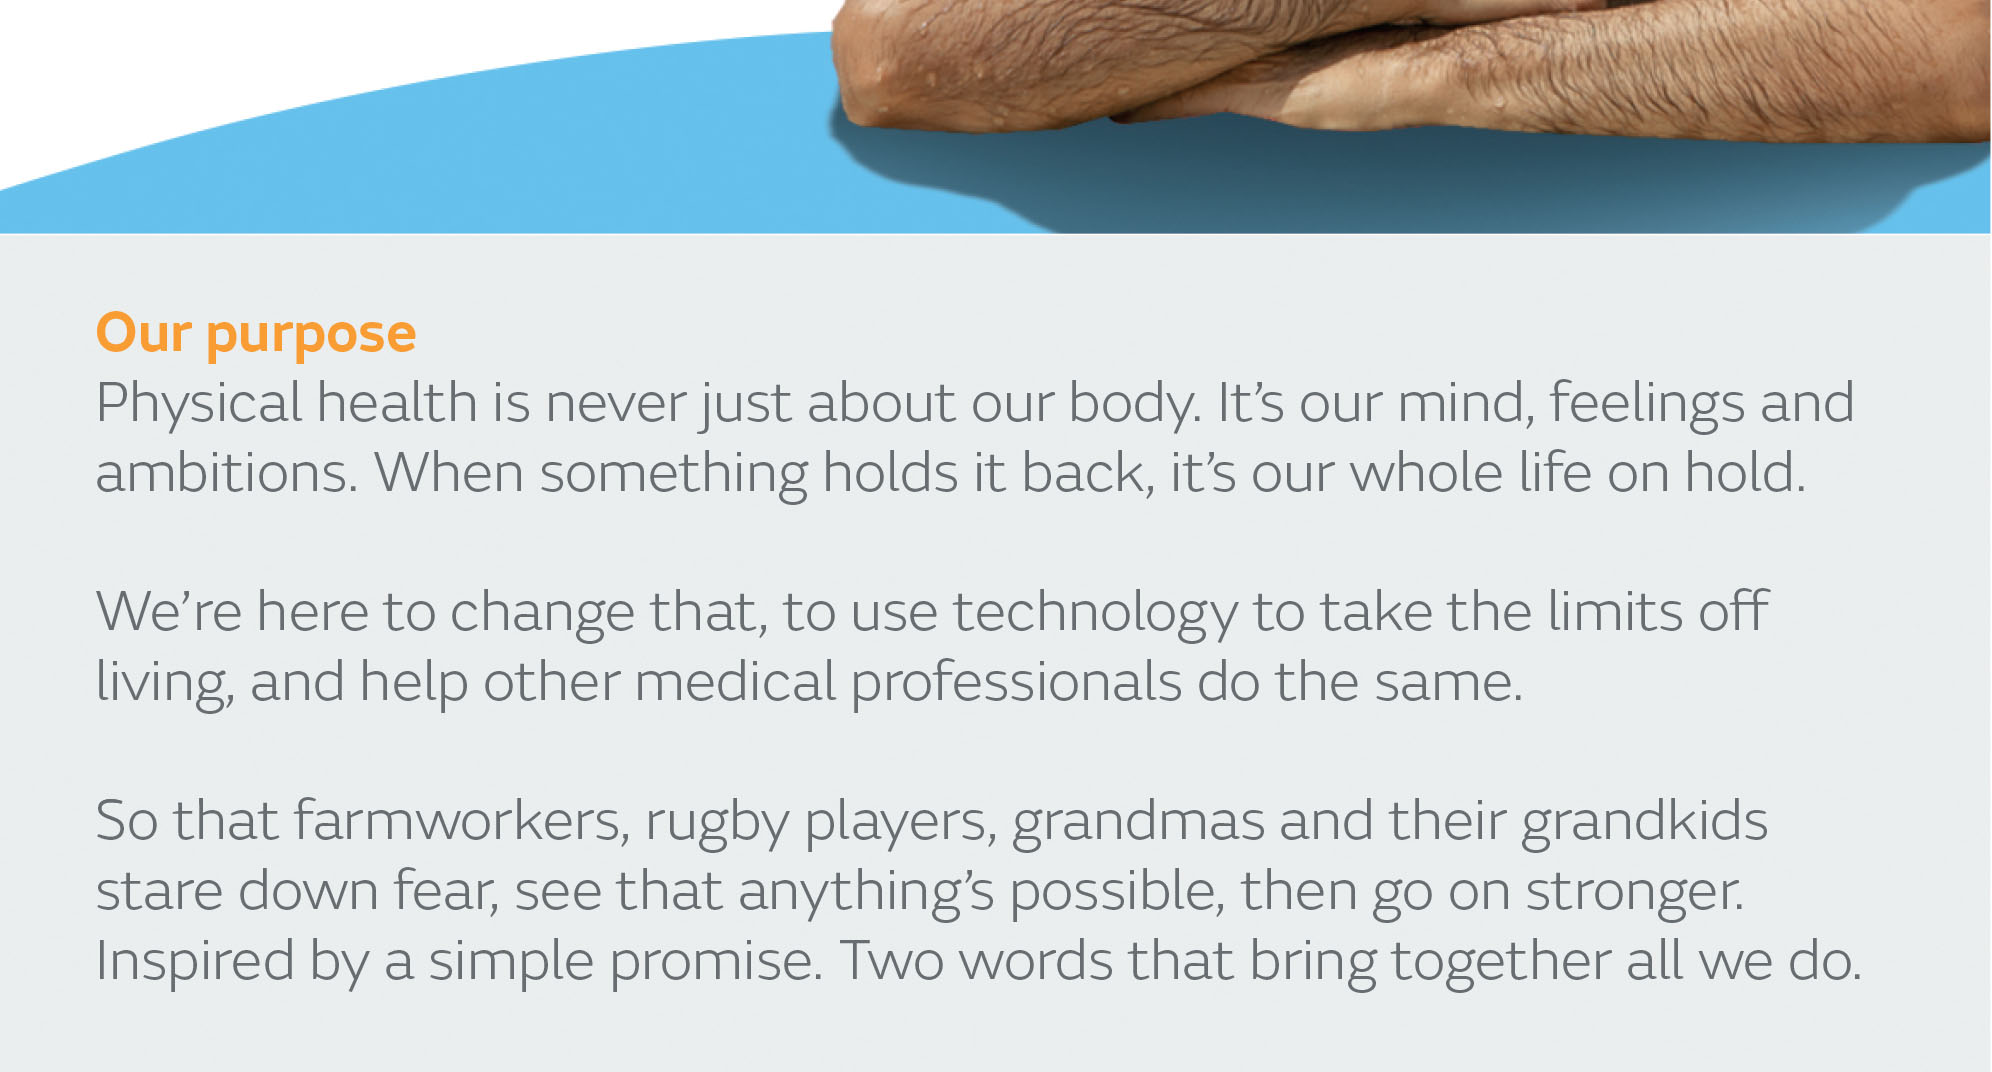 Our purpose
Physical health is never just about our body. It’s our mind, feelings and
ambitions. When something holds it back, it’s our whole life on hold.
We’re here to change that, to use technology to take the limits off
living, and help other medical professionals do the same.
So that farmworkers, rugby players, grandmas and their grandkids
stare down fear, see that anything’s possible, then go on stronger.
Inspired by a simple promise. Two words that bring together all we do.